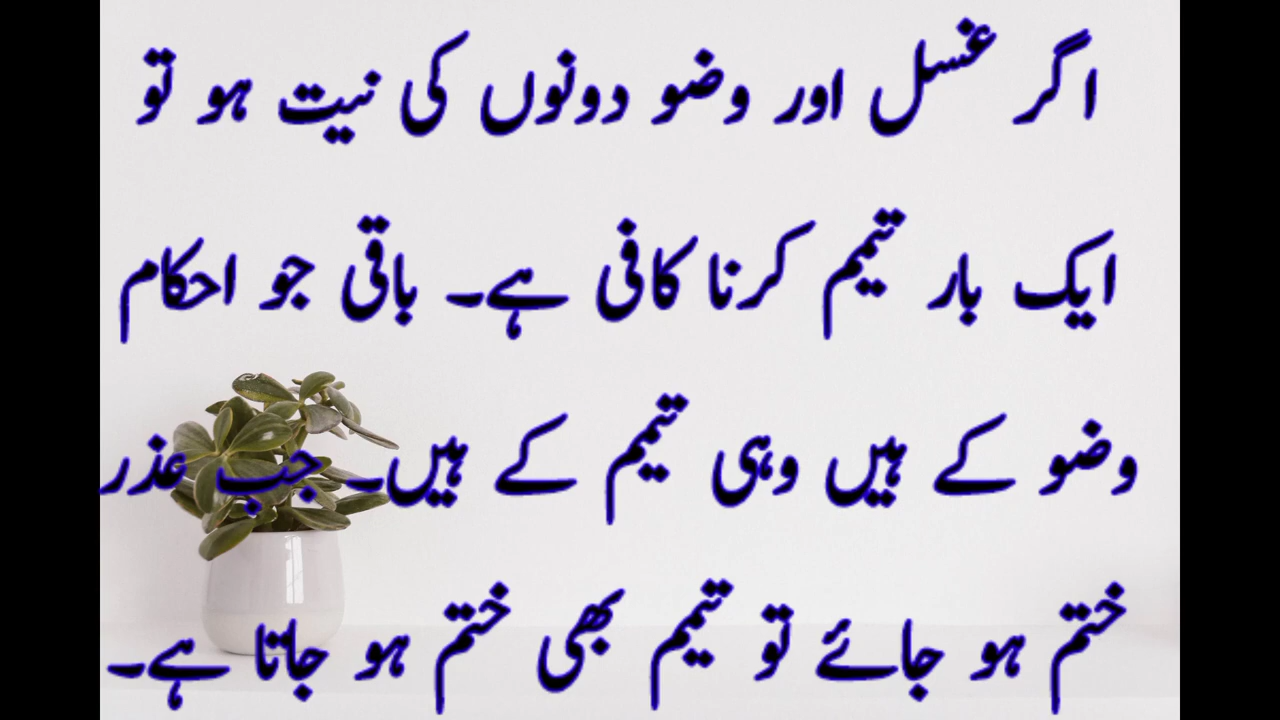 اگر غسل اور وضو دونوں کی نیت ہو تو
ایک بار تیمم کرنا کافی ہے۔ باقی جو احکام
وضو کے ہیں وہی تیمم کے ہیں۔ جب عذر
ختم ہو جائے تو تیمم بھی ختم ہو جاتا ہے۔